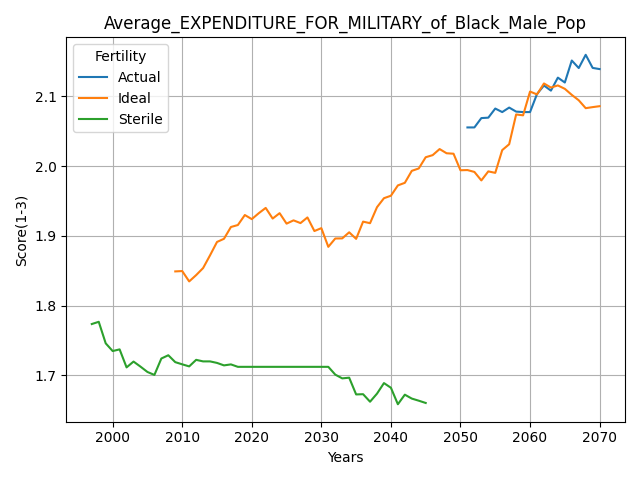 Average_EXPENDITURE_FOR_MILITARY_of_Black_Male_Pop
Fertility
Actual
Ideal
Sterile
Score(1-3)
2.1
2.0
1.9
1.8
1.7
2000 2010 2020 2030 2040 2050 2060 2070
Years